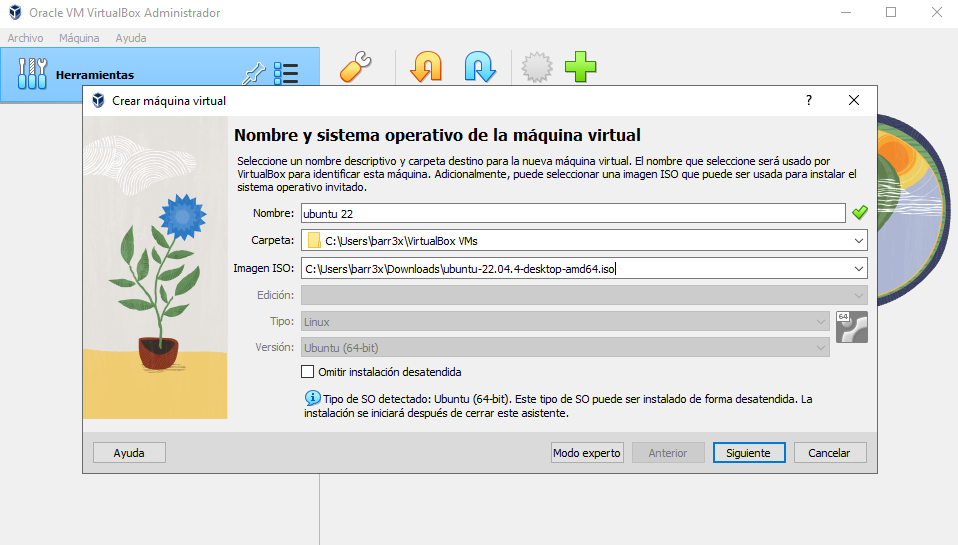 Oracle VM VirtualBox Administrador
Archivo Máquina Ayuda
Herramientas
Crear máquina virtual ?
Nombre y sistema operativo de la máquina virtual
Seleccione un nombre descriptivo y carpeta destino para la nueva máquina virtual. El nombre que seleccione será usado por
VirtualBox para identificar esta máquina. Adicionalmente, puede seleccionar una imagen ISO que puede ser usada para instalar el
sistema operativo invitado.
Nombre: ubuntu 22
Carpeta: C:\Users\barr3x\VirtualBox VMs
Imagen ISO: C:\Users\barr3x\Downloads\ubuntu-22.04.4-desktop-amd64.iso
Edición:
Tipo: Linux 64
Versión: Ubuntu (64-bit)
Omitir instalación desatendida
Tipo de SO detectado: Ubuntu (64-bit). Este tipo de SO puede ser instalado de forma desatendida. La
instalación se iniciará después de cerrar este asistente.
Ayuda Modo experto Anterior Siguiente Cancelar